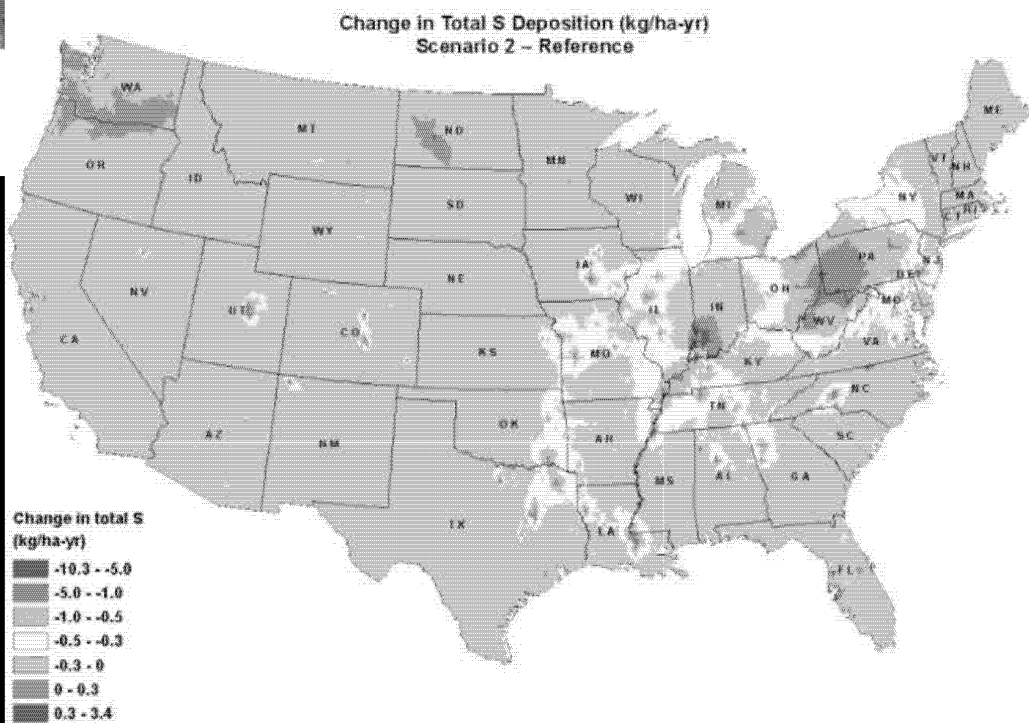 Change in Total S Deposition (kg/ha-yr)
Scenario 2 – Reference
WA
ME
MT
ND
VT
NH
OR
MN
ID
WI
NY
MA
SD
MI
CT
RI
WY
PA
IA
NJ
NE
DE
NV
OH
IN
IL
MD
UT
WV
CO
CA
VA
KS
MO
KY
NC
TN
OK
AZ
NM
AR
SC
MS
AL
GA
TX
LA
FL
Change in total S
(kg/ha-yr)
-10.3 - -5.0
-5.0 - -1.0
-1.0 - -0.5
-0.5 - -0.3
-0.3 - 0
0 - 0.3
0.3 - 3.4